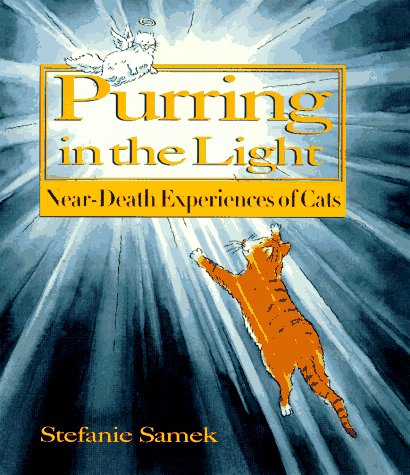 Purring
in the Light
Near-Death Experiences of Cats
Stefanie Samek